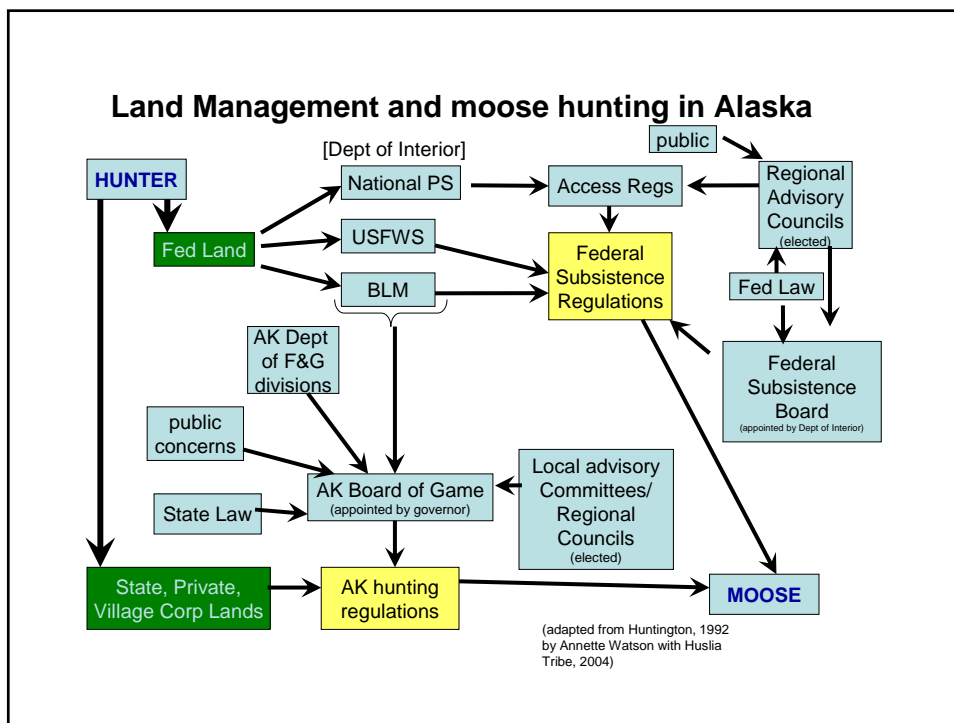 Land Management and moose hunting in Alaska
[Dept of Interior]
public
HUNTER
National PS
Access Regs
Regional
Advisory
Councils
(elected)
Fed Land
USFWS
Federal
Subsistence
Regulations
BLM
Fed Law
AK Dept
of F&G
divisions
Federal
Subsistence
Board
(appointed by Dept of Interior)
public
concerns
AK Board of Game
(appointed by governor)
Local advisory
Committees/
Regional
Councils
(elected)
State Law
State, Private,
Village Corp Lands
AK hunting
regulations
MOOSE
(adapted from Huntington, 1992
by Annette Watson with Huslia
Tribe, 2004)